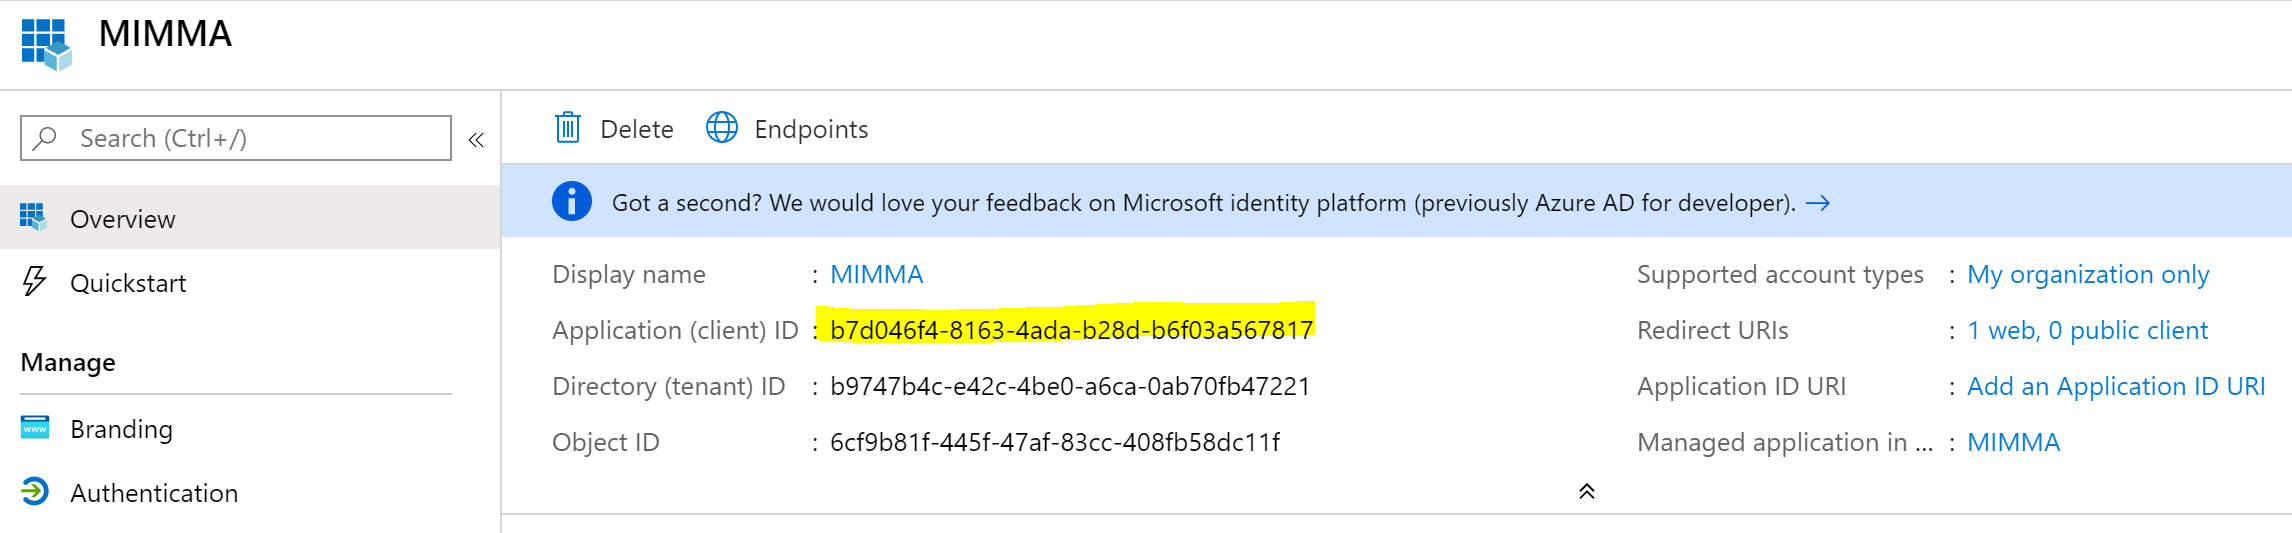 MIMMA
Search (Ctrl+/)
«
Overview
Quickstart
Manage
www
Branding
Authentication
Delete
Endpoints
Got a second? We would love your feedback on Microsoft identity platform (previously Azure AD for developer). →
Display name : MIMMA
Application (client) ID : b7d046f4-8163-4ada-b28d-b6f03a567817
Directory (tenant) ID : b9747b4c-e42c-4be0-a6ca-0ab70fb47221
Object ID : 6cf9b81f-445f-47af-83cc-408fb58dc11f
Supported account types : My organization only
Redirect URIs : 1 web, 0 public client
Application ID URI : Add an Application ID URI
Managed application in ... : MIMMA